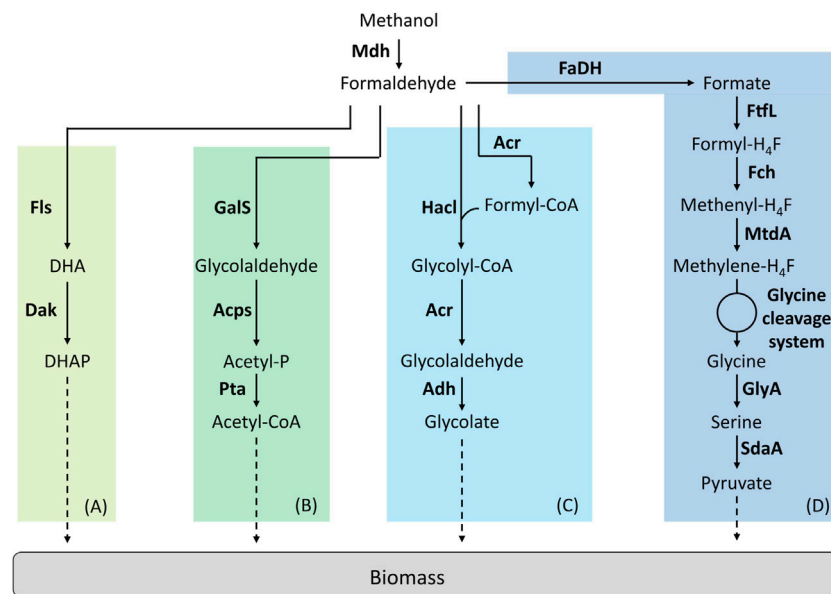 Methanol
Mdh
FaDH
Formaldehyde
Formate
FtfL
Acr
Formyl-H₄F
Fch
Fls
GalS
Hacl
Formyl-CoA
Methenyl-H₄F
MtdA
DHA
Glycolaldehyde
Glycolyl-CoA
Methylene-H₄F
Dak
Acps
Acr
Glycine
cleavage
system
DHAP
Acetyl-P
Glycolaldehyde
Glycine
Pta
Adh
GlyA
Acetyl-CoA
Glycolate
Serine
SdaA
Pyruvate
(A)
(B)
(C)
(D)
Biomass